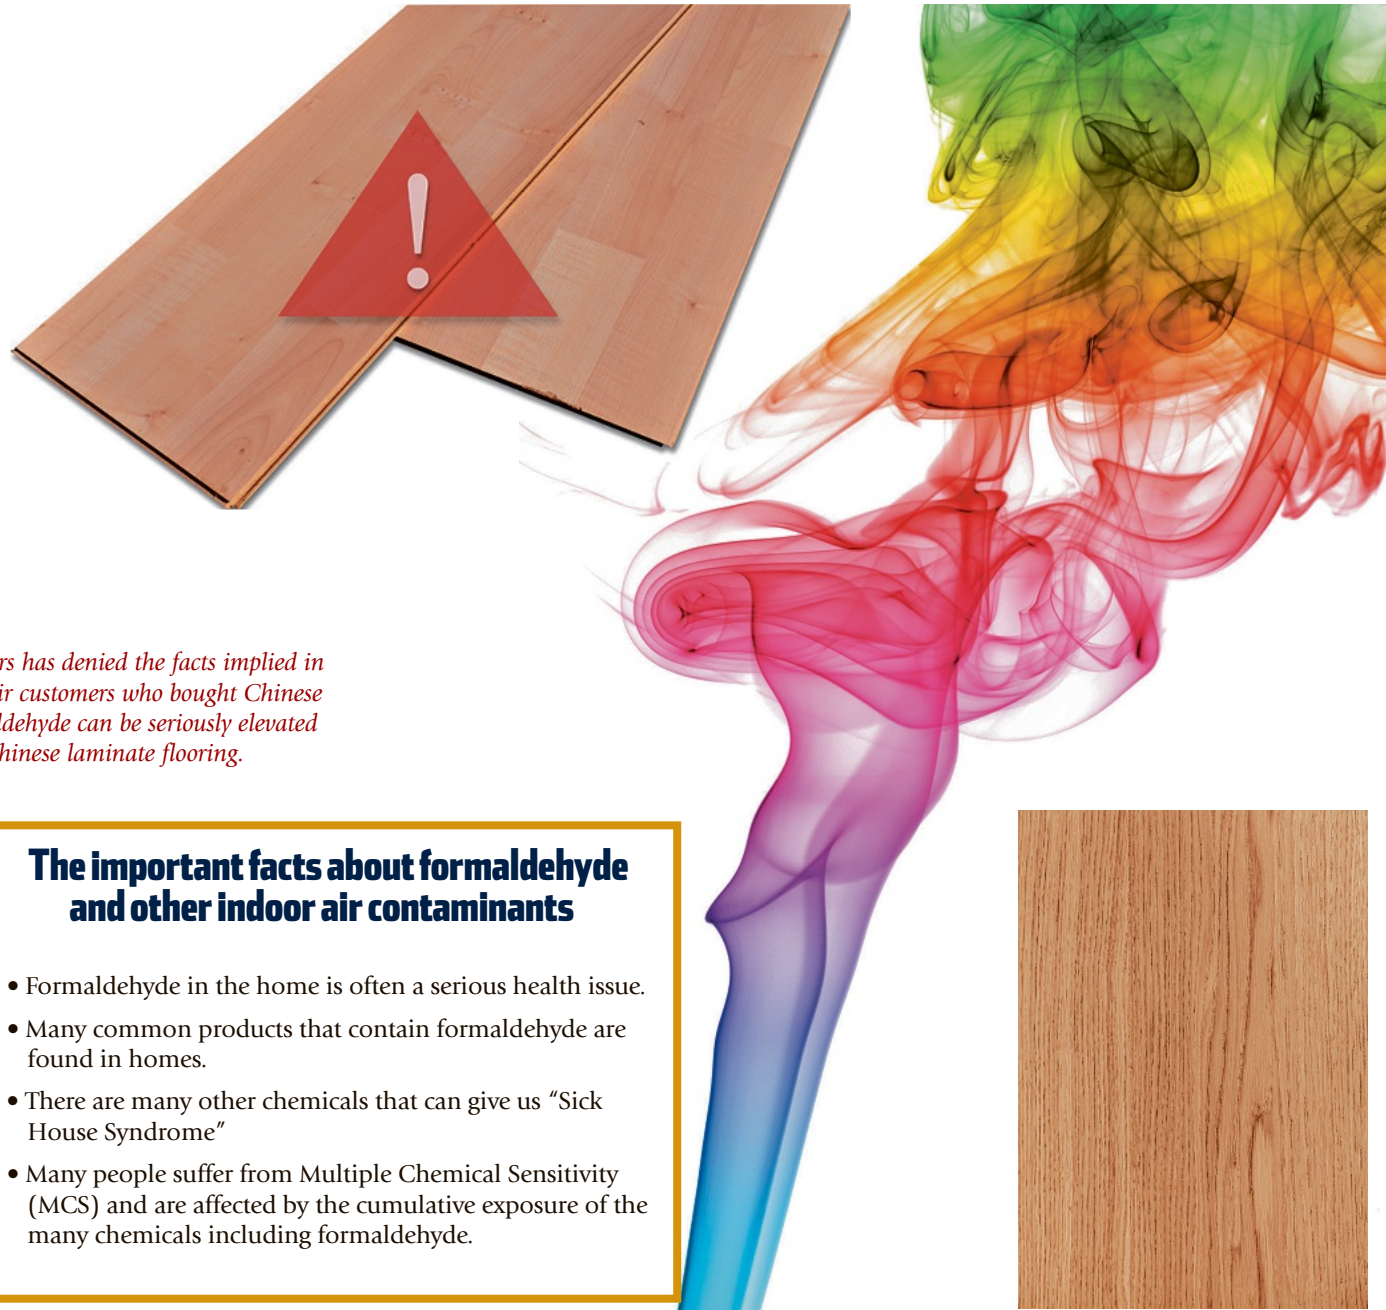 rs has denied the facts implied in
ir customers who bought Chinese
ldehyde can be seriously elevated
hinese laminate flooring.
The important facts about formaldehyde
and other indoor air contaminants
• Formaldehyde in the home is often a serious health issue.
• Many common products that contain formaldehyde are
found in homes.
• There are many other chemicals that can give us “Sick
House Syndrome”
• Many people suffer from Multiple Chemical Sensitivity
(MCS) and are affected by the cumulative exposure of the
many chemicals including formaldehyde.